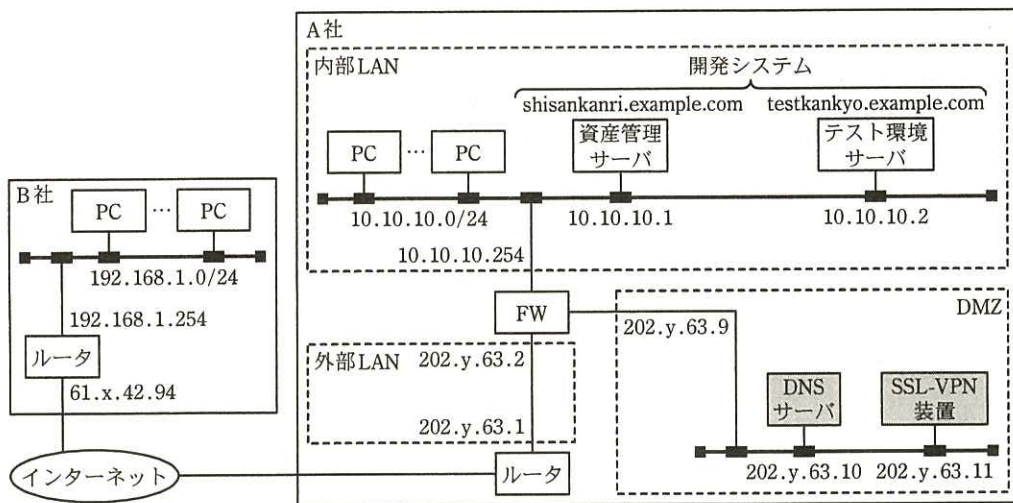 A社
内部LAN
開発システム
shisankanri.example.com
testkankyo.example.com
PC
…
PC
資産管理
サーバ
テスト環境
サーバ
10.10.10.0/24
10.10.10.1
10.10.10.2
10.10.10.254
B社
PC
…
PC
192.168.1.0/24
192.168.1.254
ルータ
61.x.42.94
インターネット
FW
外部LAN
202.y.63.2
202.y.63.1
ルータ
202.y.63.9
DMZ
DNS
サーバ
SSL-VPN
装置
202.y.63.10
202.y.63.11